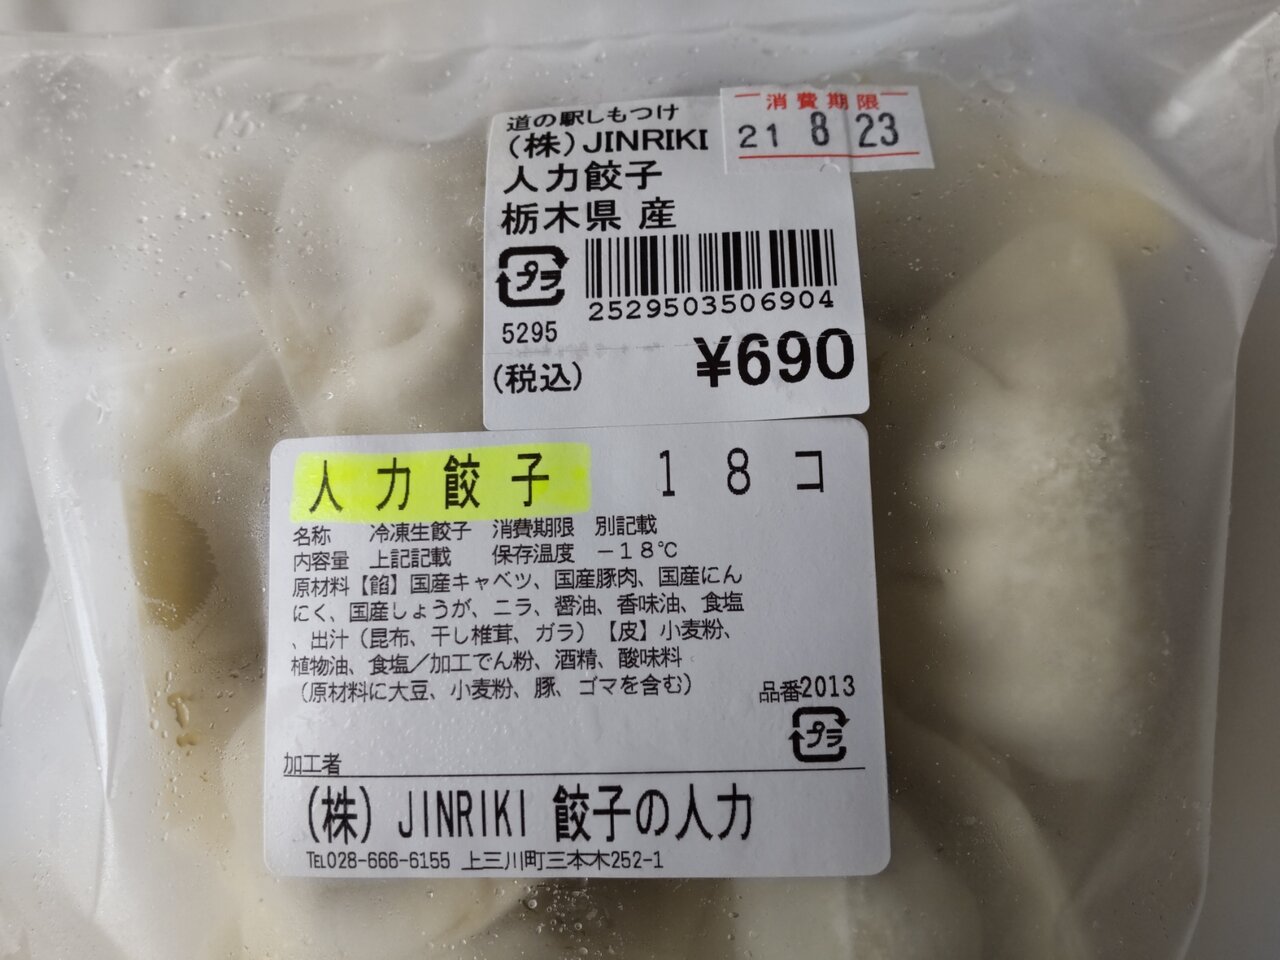 消費期限
21 8 23
道の駅しもつけ
(株)JINRIKI
人力餃子
栃木県 産
プラ
2529503506904
5295
(税込)
¥690
人力餃子 18コ
名称 冷凍生餃子 消費期限 別記載
内容量 上記記載 保存温度 -18℃
原材料【餡】国産キャベツ、国産豚肉、国産にん
にく、国産しょうが、ニラ、醤油、香味油、食塩
、出汁(昆布、干し椎茸、ガラ)【皮】小麦粉、
植物油、食塩/加工でん粉、酒精、酸味料
(原材料に大豆、小麦粉、豚、ゴマを含む)
品番2013
プラ
加工者
(株) JINRIKI 餃子の人力
TEL028-666-6155 上三川町三本木252-1